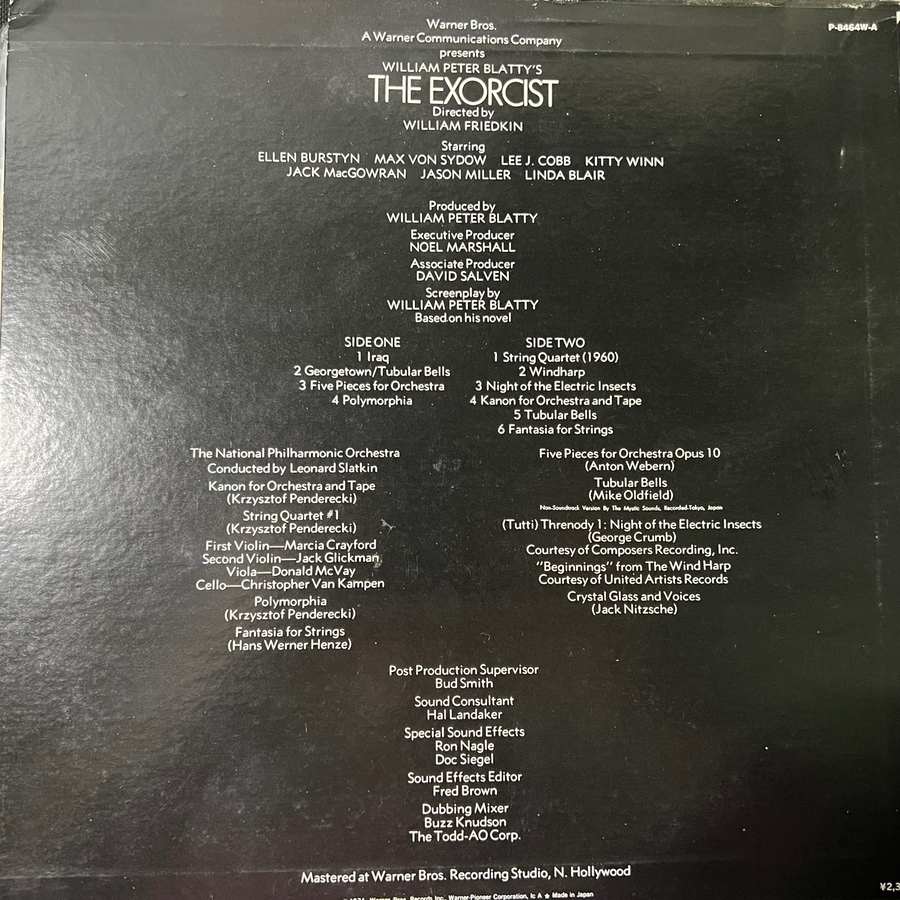 Warner Bros.
A Warner Communications Company
presents
P-8464W-A
WILLIAM PETER BLATTY'S
THE EXORCIST
Directed by
WILLIAM FRIEDKIN
Starring
ELLEN BURSTYN MAX VON SYDOW LEE J. COBB KITTY WINN
JACK MacGOWRAN JASON MILLER LINDA BLAIR
Produced by
WILLIAM PETER BLATTY
Executive Producer
NOEL MARSHALL
Associate Producer
DAVID SALVEN
Screenplay by
WILLIAM PETER BLATTY
Based on his novel
SIDE ONE
1 Iraq
2 Georgetown/Tubular Bells
3 Five Pieces for Orchestra
4 Polymorphia
SIDE TWO
1 String Quartet (1960)
2 Windharp
3 Night of the Electric Insects
4 Kanon for Orchestra and Tape
5 Tubular Bells
6 Fantasia for Strings
The National Philharmonic Orchestra
Conducted by Leonard Slatkin
Kanon for Orchestra and Tape
(Krzysztof Penderecki)
String Quartet #1
(Krzysztof Penderecki)
First Violin—Marcia Crayford
Second Violin—Jack Glickman
Viola—Donald McVay
Cello—Christopher Van Kampen
Polymorphia
(Krzysztof Penderecki)
Fantasia for Strings
(Hans Werner Henze)
Five Pieces for Orchestra Opus 10
(Anton Webern)
Tubular Bells
(Mike Oldfield)
Non-Soundtrack Version By The Mystic Sounds, Recorded-Tokyo, Japan
(Tutti) Threnody 1: Night of the Electric Insects
(George Crumb)
Courtesy of Composers Recording, Inc.
"Beginnings" from The Wind Harp
Courtesy of United Artists Records
Crystal Glass and Voices
(Jack Nitzsche)
Post Production Supervisor
Bud Smith
Sound Consultant
Hal Landaker
Special Sound Effects
Ron Nagle
Doc Siegel
Sound Effects Editor
Fred Brown
Dubbing Mixer
Buzz Knudson
The Todd-AO Corp.
Mastered at Warner Bros. Recording Studio, N. Hollywood
Warner Bros. Records Inc., Warner-Pioneer Corporation, Made in Japan
¥2,3